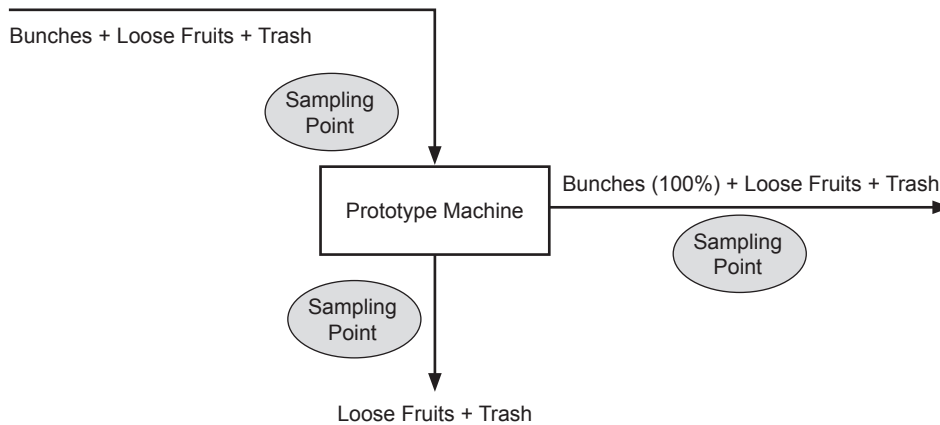 Bunches + Loose Fruits + Trash
Sampling
Point
Prototype Machine
Bunches (100%) + Loose Fruits + Trash
Sampling
Point
Sampling
Point
Loose Fruits + Trash